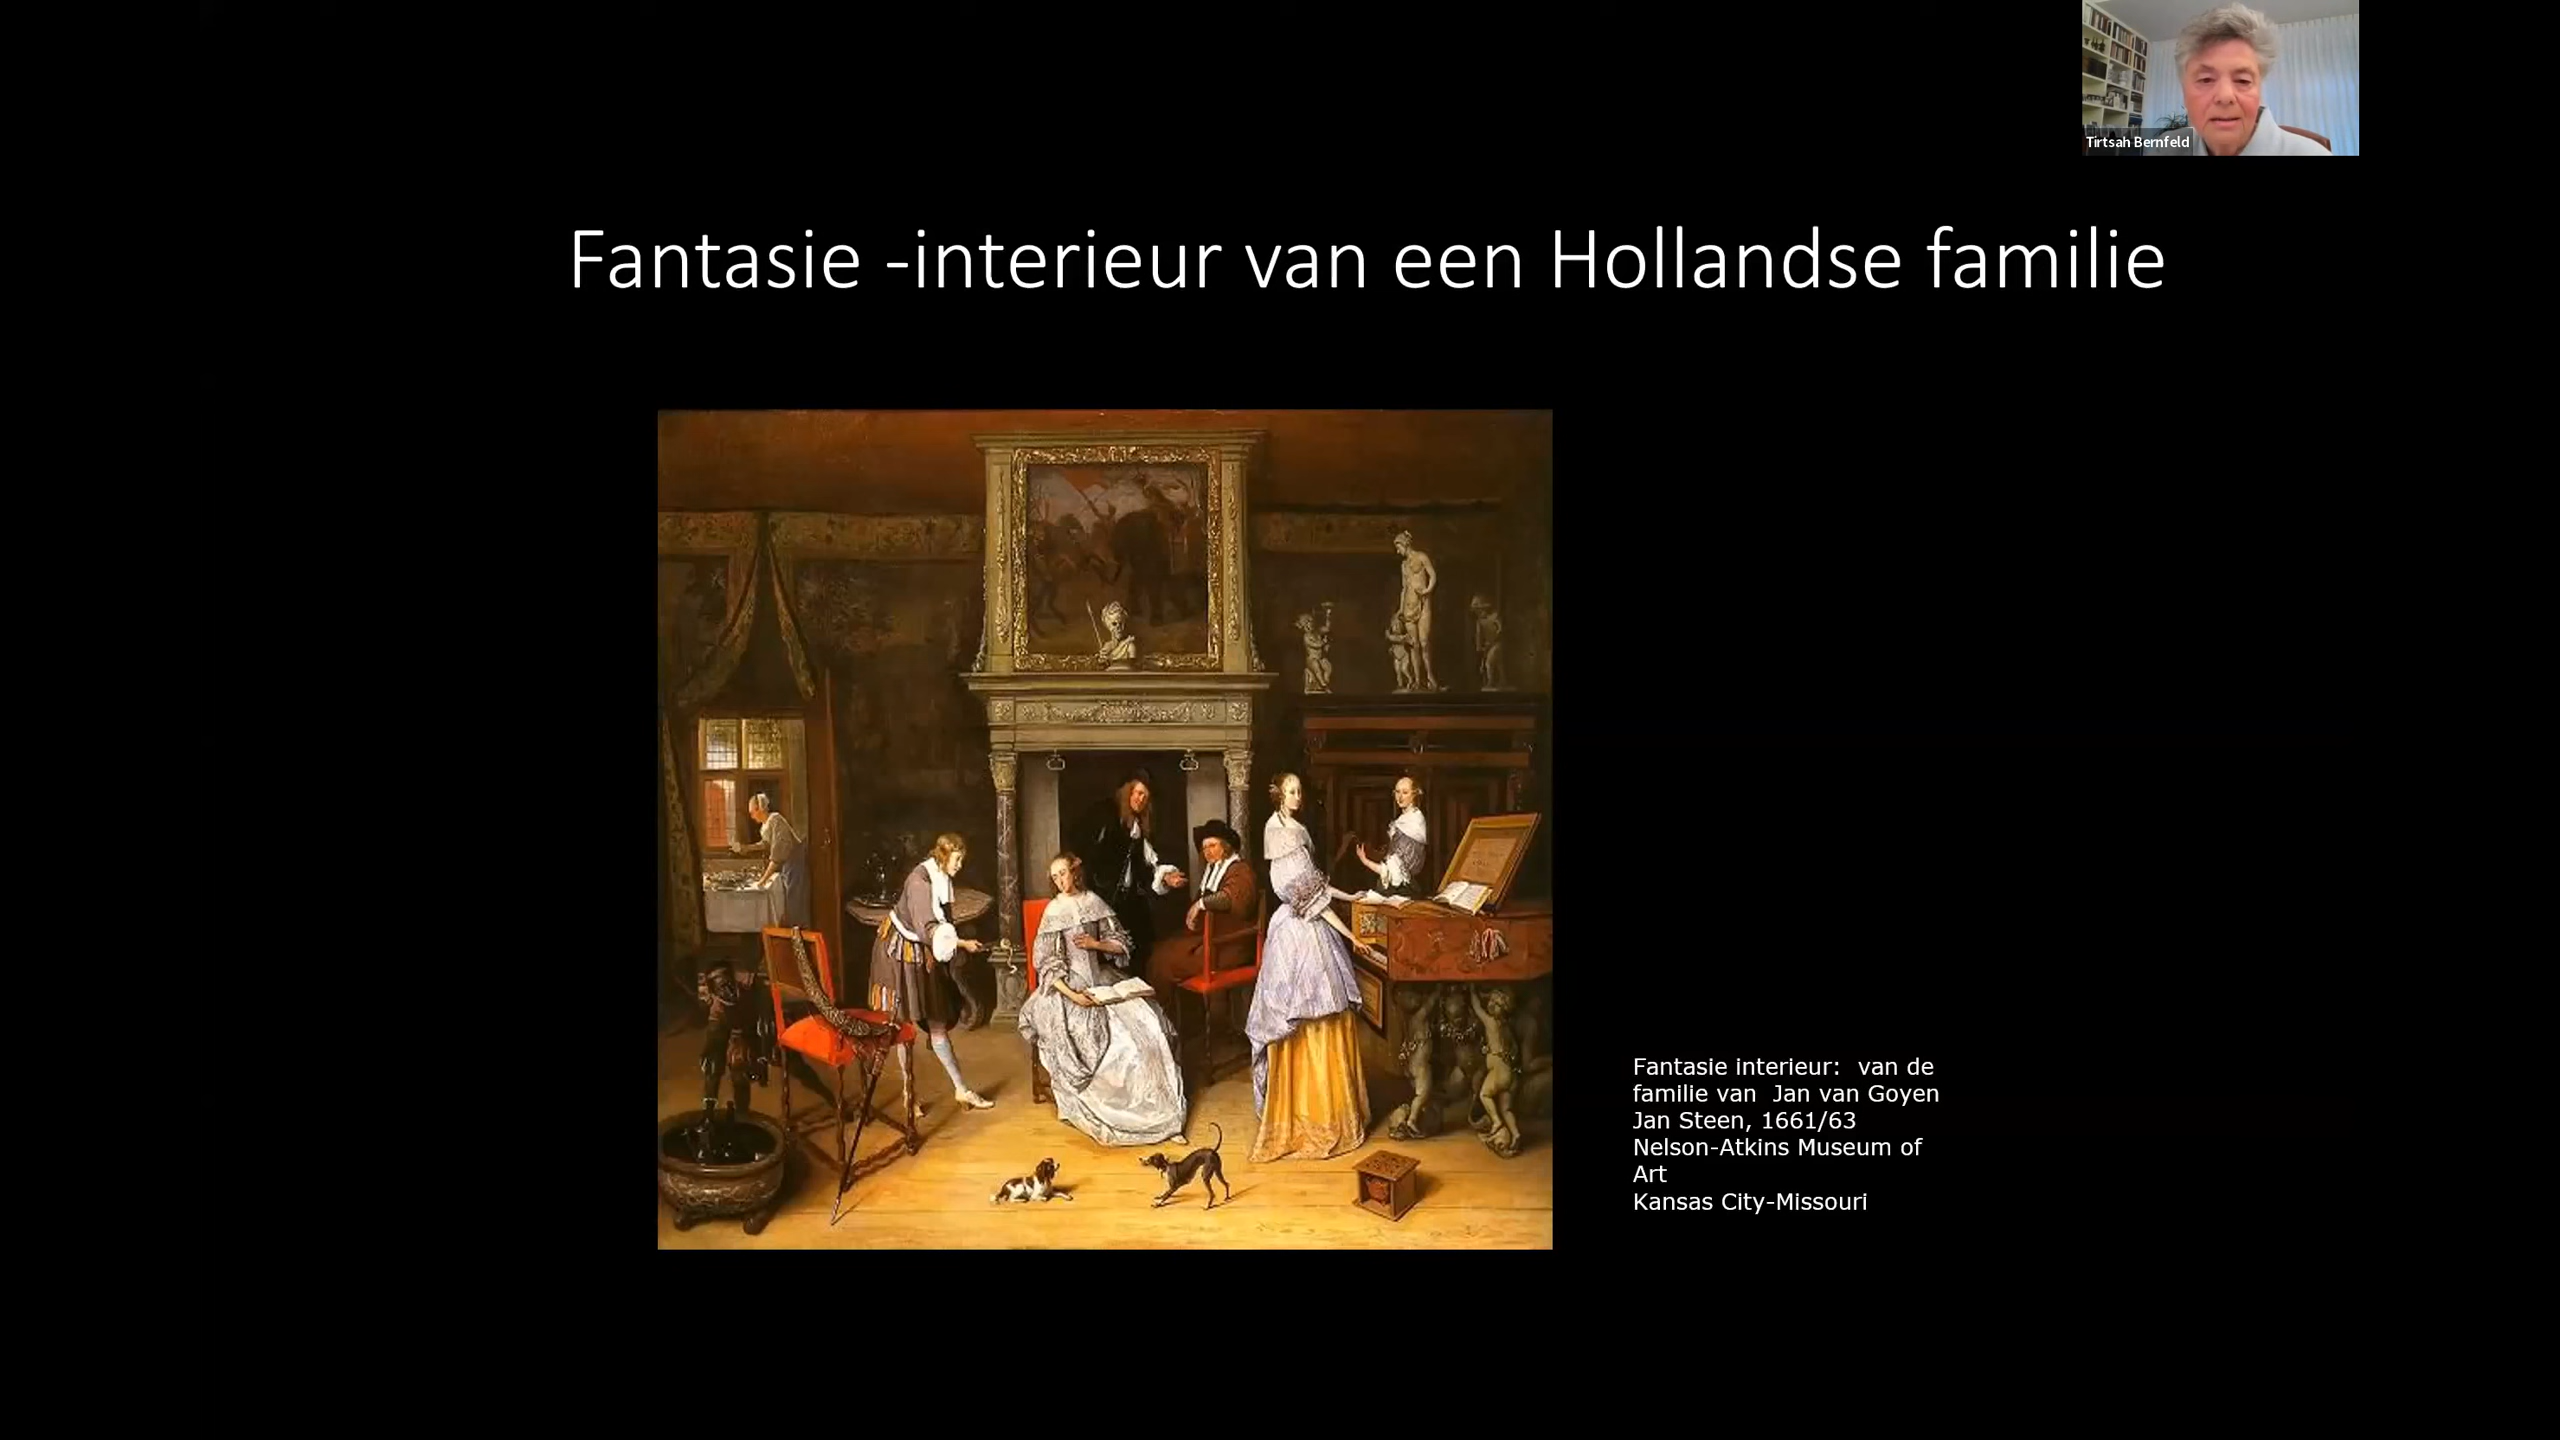 Tirtsah Bernfeld
Fantasie -interieur van een Hollandse familie
Fantasie interieur:  van de
familie van  Jan van Goyen
Jan Steen, 1661/63
Nelson-Atkins Museum of
Art
Kansas City-Missouri